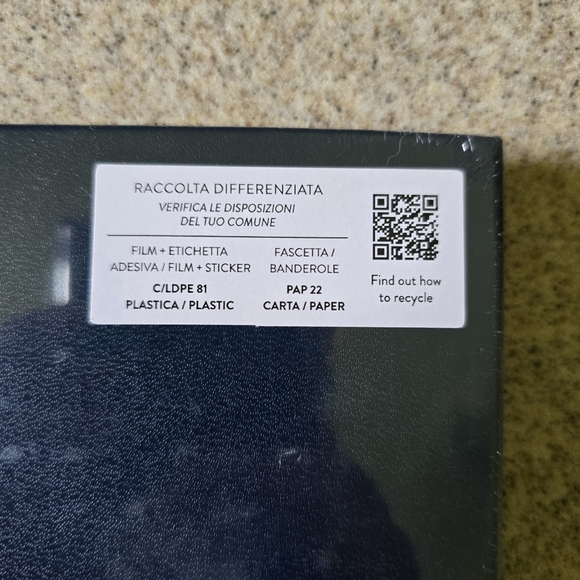 RACCOLTA DIFFERENZIATA
VERIFICA LE DISPOSIZIONI
DEL TUO COMUNE
FILM + ETICHETTA
ADESIVA / FILM + STICKER
C/LDPE 81
PLASTICA / PLASTIC
FASCETTA /
BANDEROLE
PAP 22
CARTA / PAPER
Find out how
to recycle